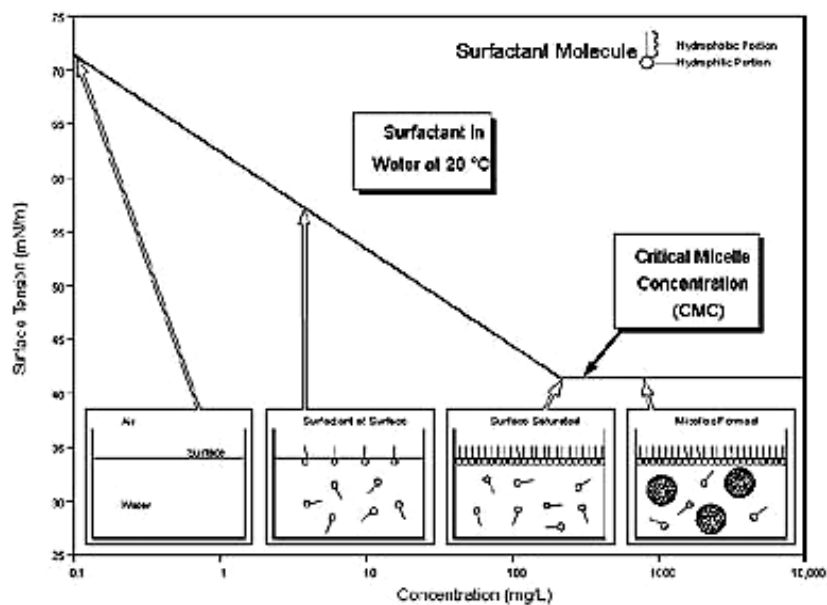 75
70
65
60
55
50
45
40
35
30
25
Surface Tension (mN/m)
Surfactant Molecule
Hydrophobic Portion
Hydrophilic Portion
Surfactant in
Water at 20 °C
Critical Micelle
Concentration
(CMC)
Air
Surface
Water
Surfactant at Surface
Surface Saturated
Micelles Formed
0.1
1
10
100
1000
10,000
Concentration (mg/L)